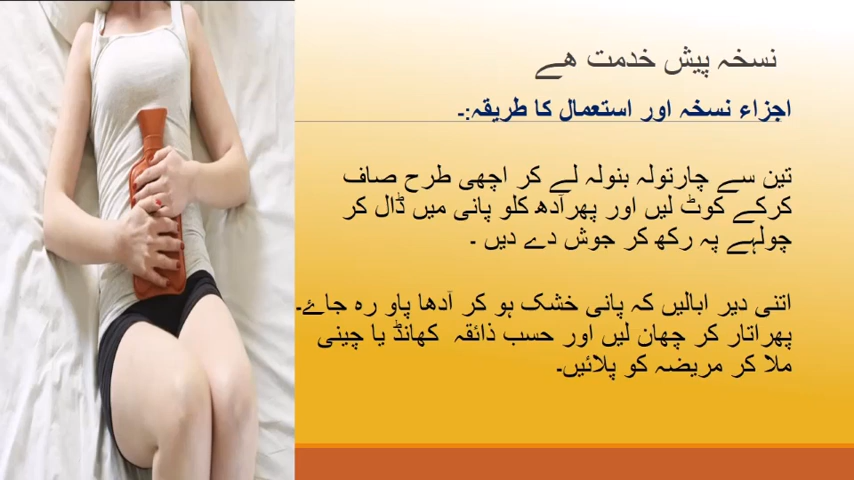 نسخہ پیش خدمت ھے
اجزاء نسخہ اور استعمال کا طریقہ:۔
تین سے چارتولہ بنولہ لے کر اچھی طرح صاف
کرکے کوٹ لیں اور پھرآدھ کلو پانی میں ڈال کر
چولہے پہ رکھ کر جوش دے دیں ۔
اتنی دیر ابالیں کہ پانی خشک ہو کر آدھا پاو رہ جاۓ۔
پھراتار کر چھان لیں اور حسب ذائقہ کھانڈ یا چینی
ملا کر مریضہ کو پلائیں۔